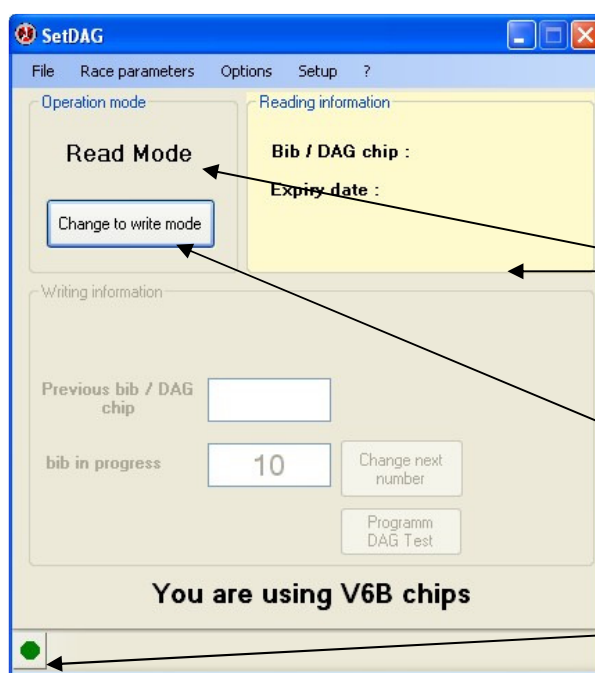 SetDAG
File Race parameters Options Setup ?
Operation mode
Read Mode
Change to write mode
Reading information
Bib / DAG chip :
Expiry date :
Writing information
Previous bib / DAG
chip
bib in progress
10
Change next
number
Programm
DAG Test
You are using V6B chips